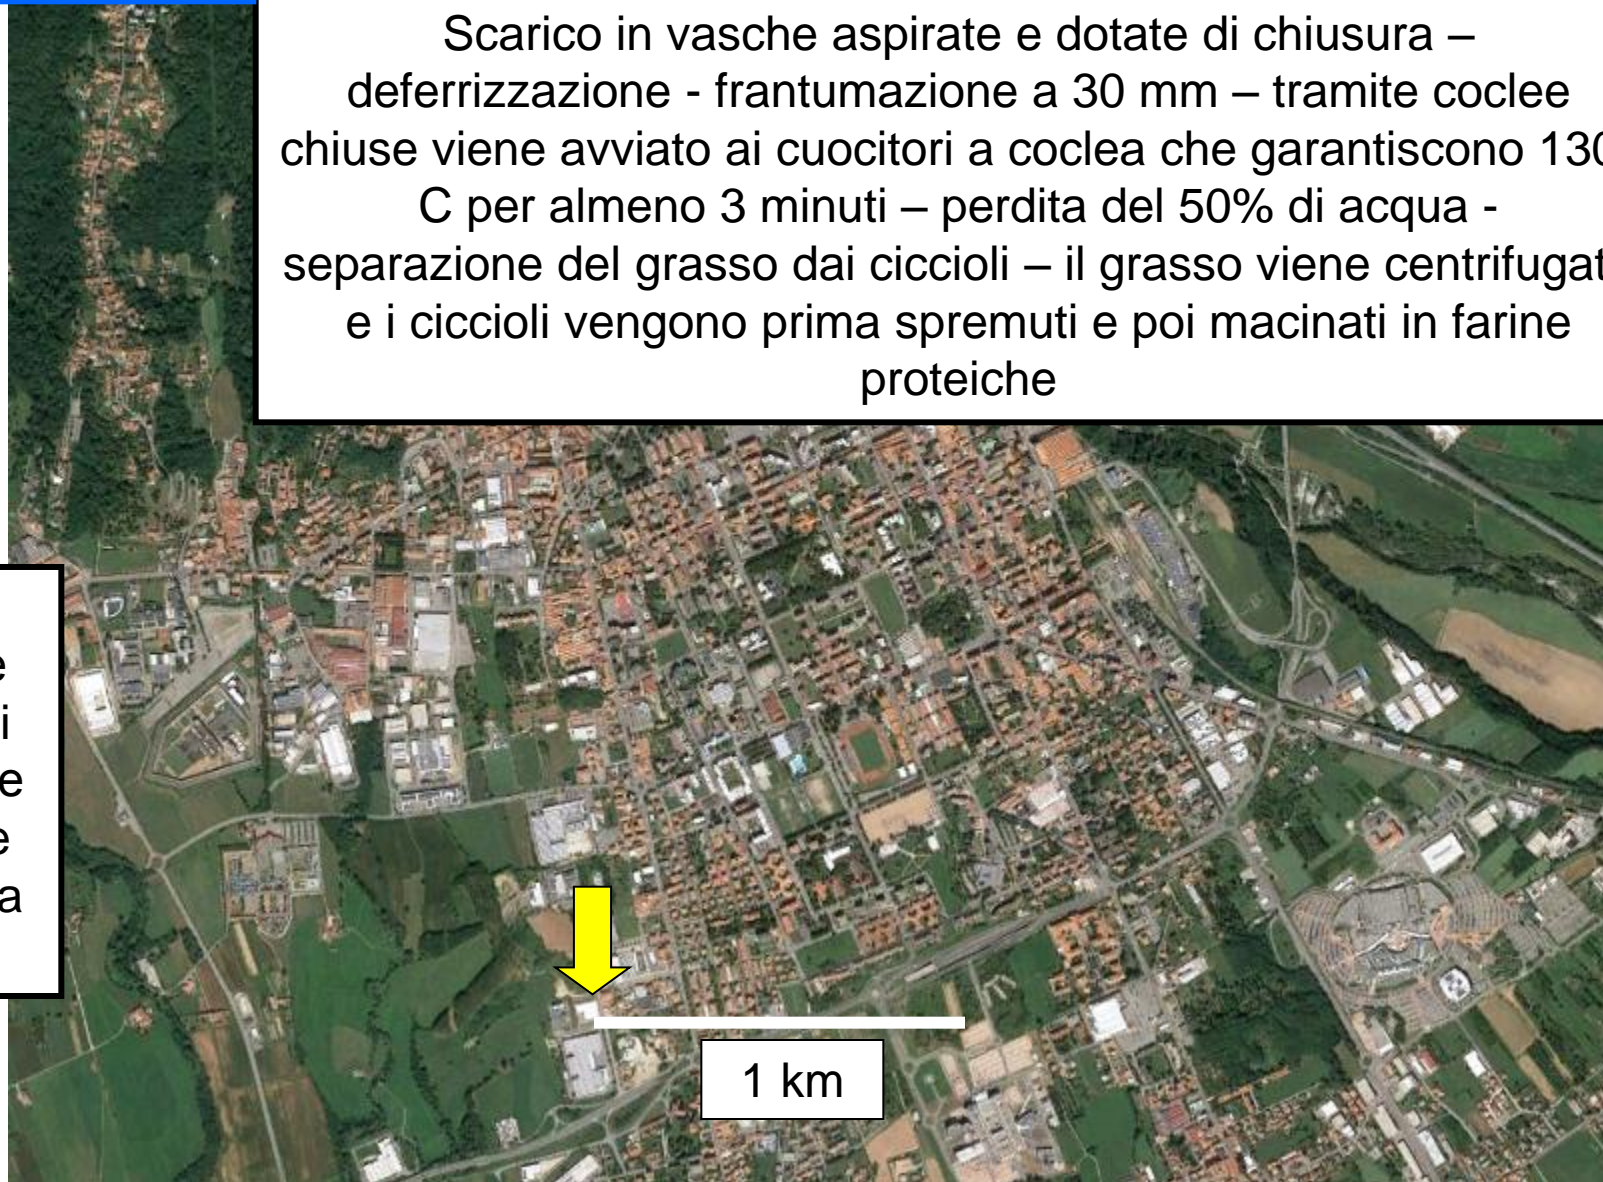 Scarico in vasche aspirate e dotate di chiusura –
deferrizzazione - frantumazione a 30 mm – tramite coclee
chiuse viene avviato ai cuocitori a coclea che garantiscono 130
C per almeno 3 minuti – perdita del 50% di acqua -
separazione del grasso dai ciccioli – il grasso viene centrifugat
e i ciccioli vengono prima spremuti e poi macinati in farine
proteiche
e
i
e
e
a
1 km